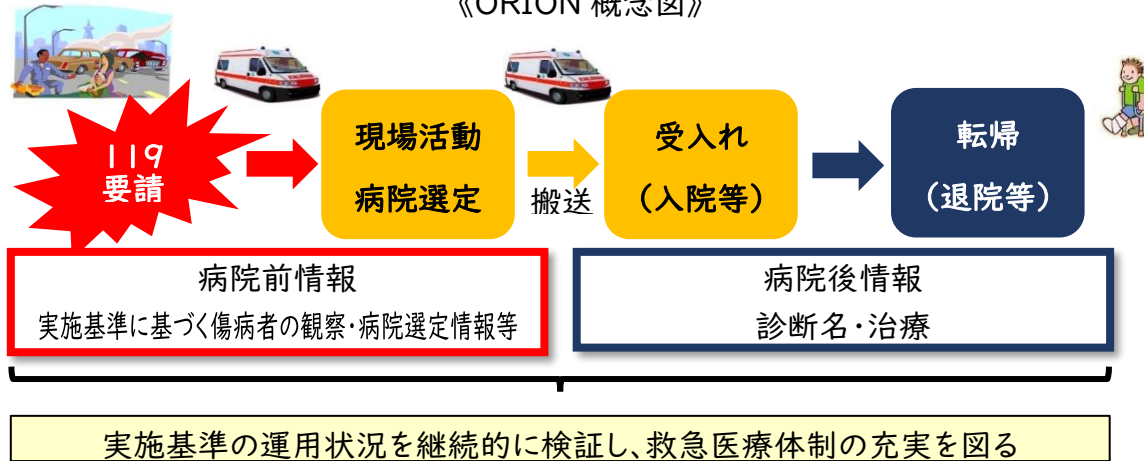 《ORION 概念図》
119
要請
現場活動
病院選定
搬送
受入れ
(入院等)
転帰
(退院等)
病院前情報
実施基準に基づく傷病者の観察・病院選定情報等
病院後情報
診断名・治療
実施基準の運用状況を継続的に検証し、救急医療体制の充実を図る